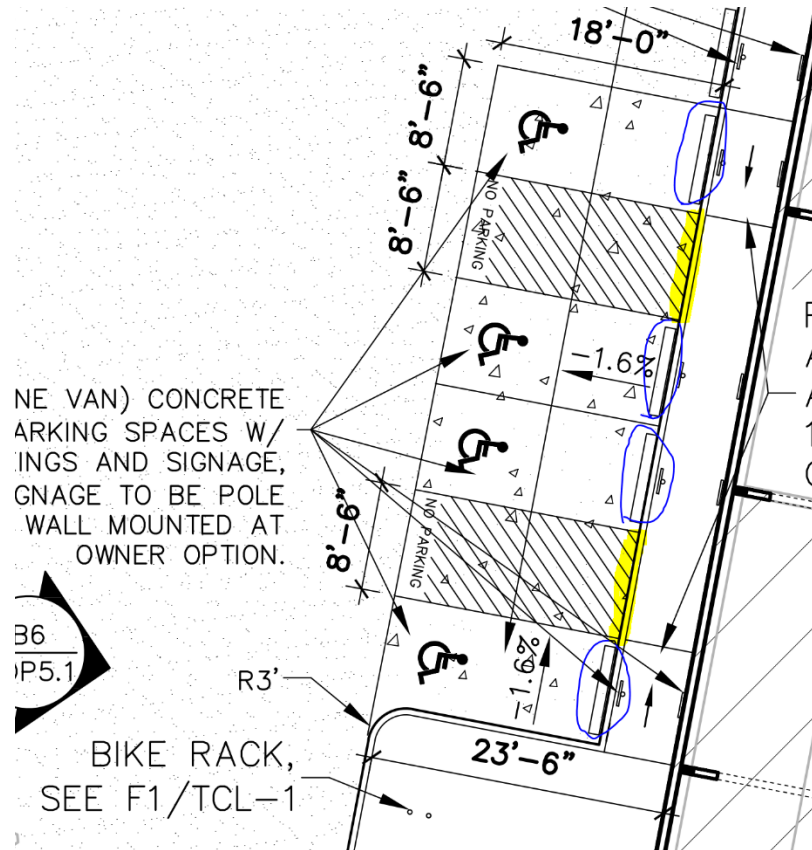 18'-0"
8'-6"
8'-6"
NO PARKING
-1.6%
NE VAN) CONCRETE
ARKING SPACES W/
INGS AND SIGNAGE,
GNAGE TO BE POLE
WALL MOUNTED AT
OWNER OPTION.
8'-6"
NO PARKING
-1.6%
B6
OP5.1
R3'
BIKE RACK,
SEE F1/TCL-1
23'-6"
A
A
1